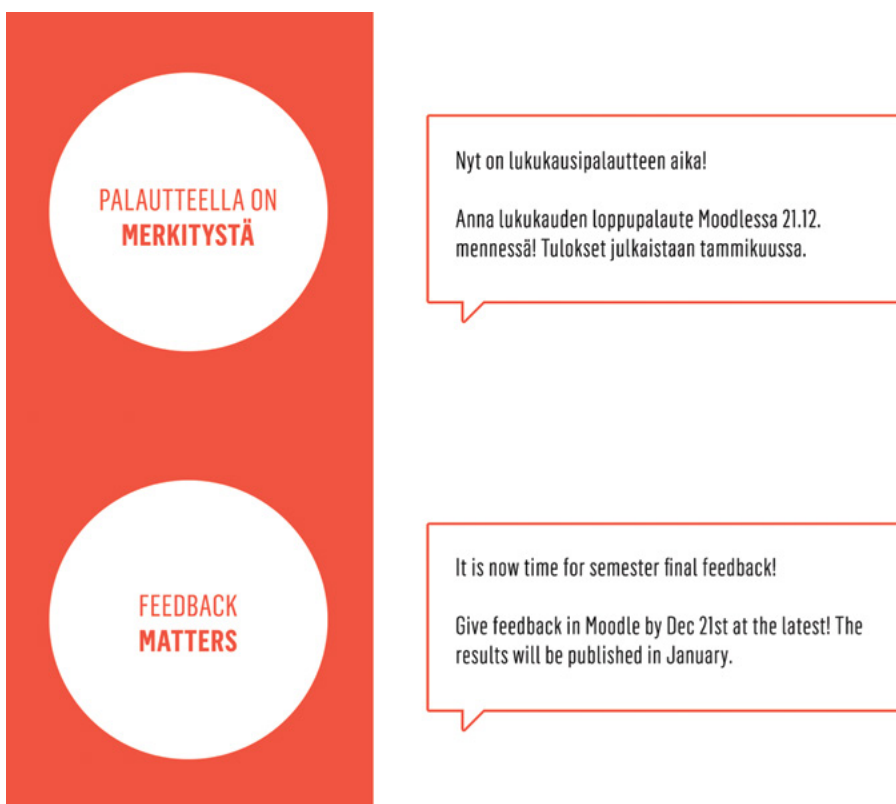 PALAUTTEELLA ON
MERKITYSTÄ
Nyt on lukukausipalautteen aika!
Anna lukukauden loppupalaute Moodlessa 21.12.
mennessä! Tulokset julkaistaan tammikuussa.
FEEDBACK
MATTERS
It is now time for semester final feedback!
Give feedback in Moodle by Dec 21st at the latest! The
results will be published in January.